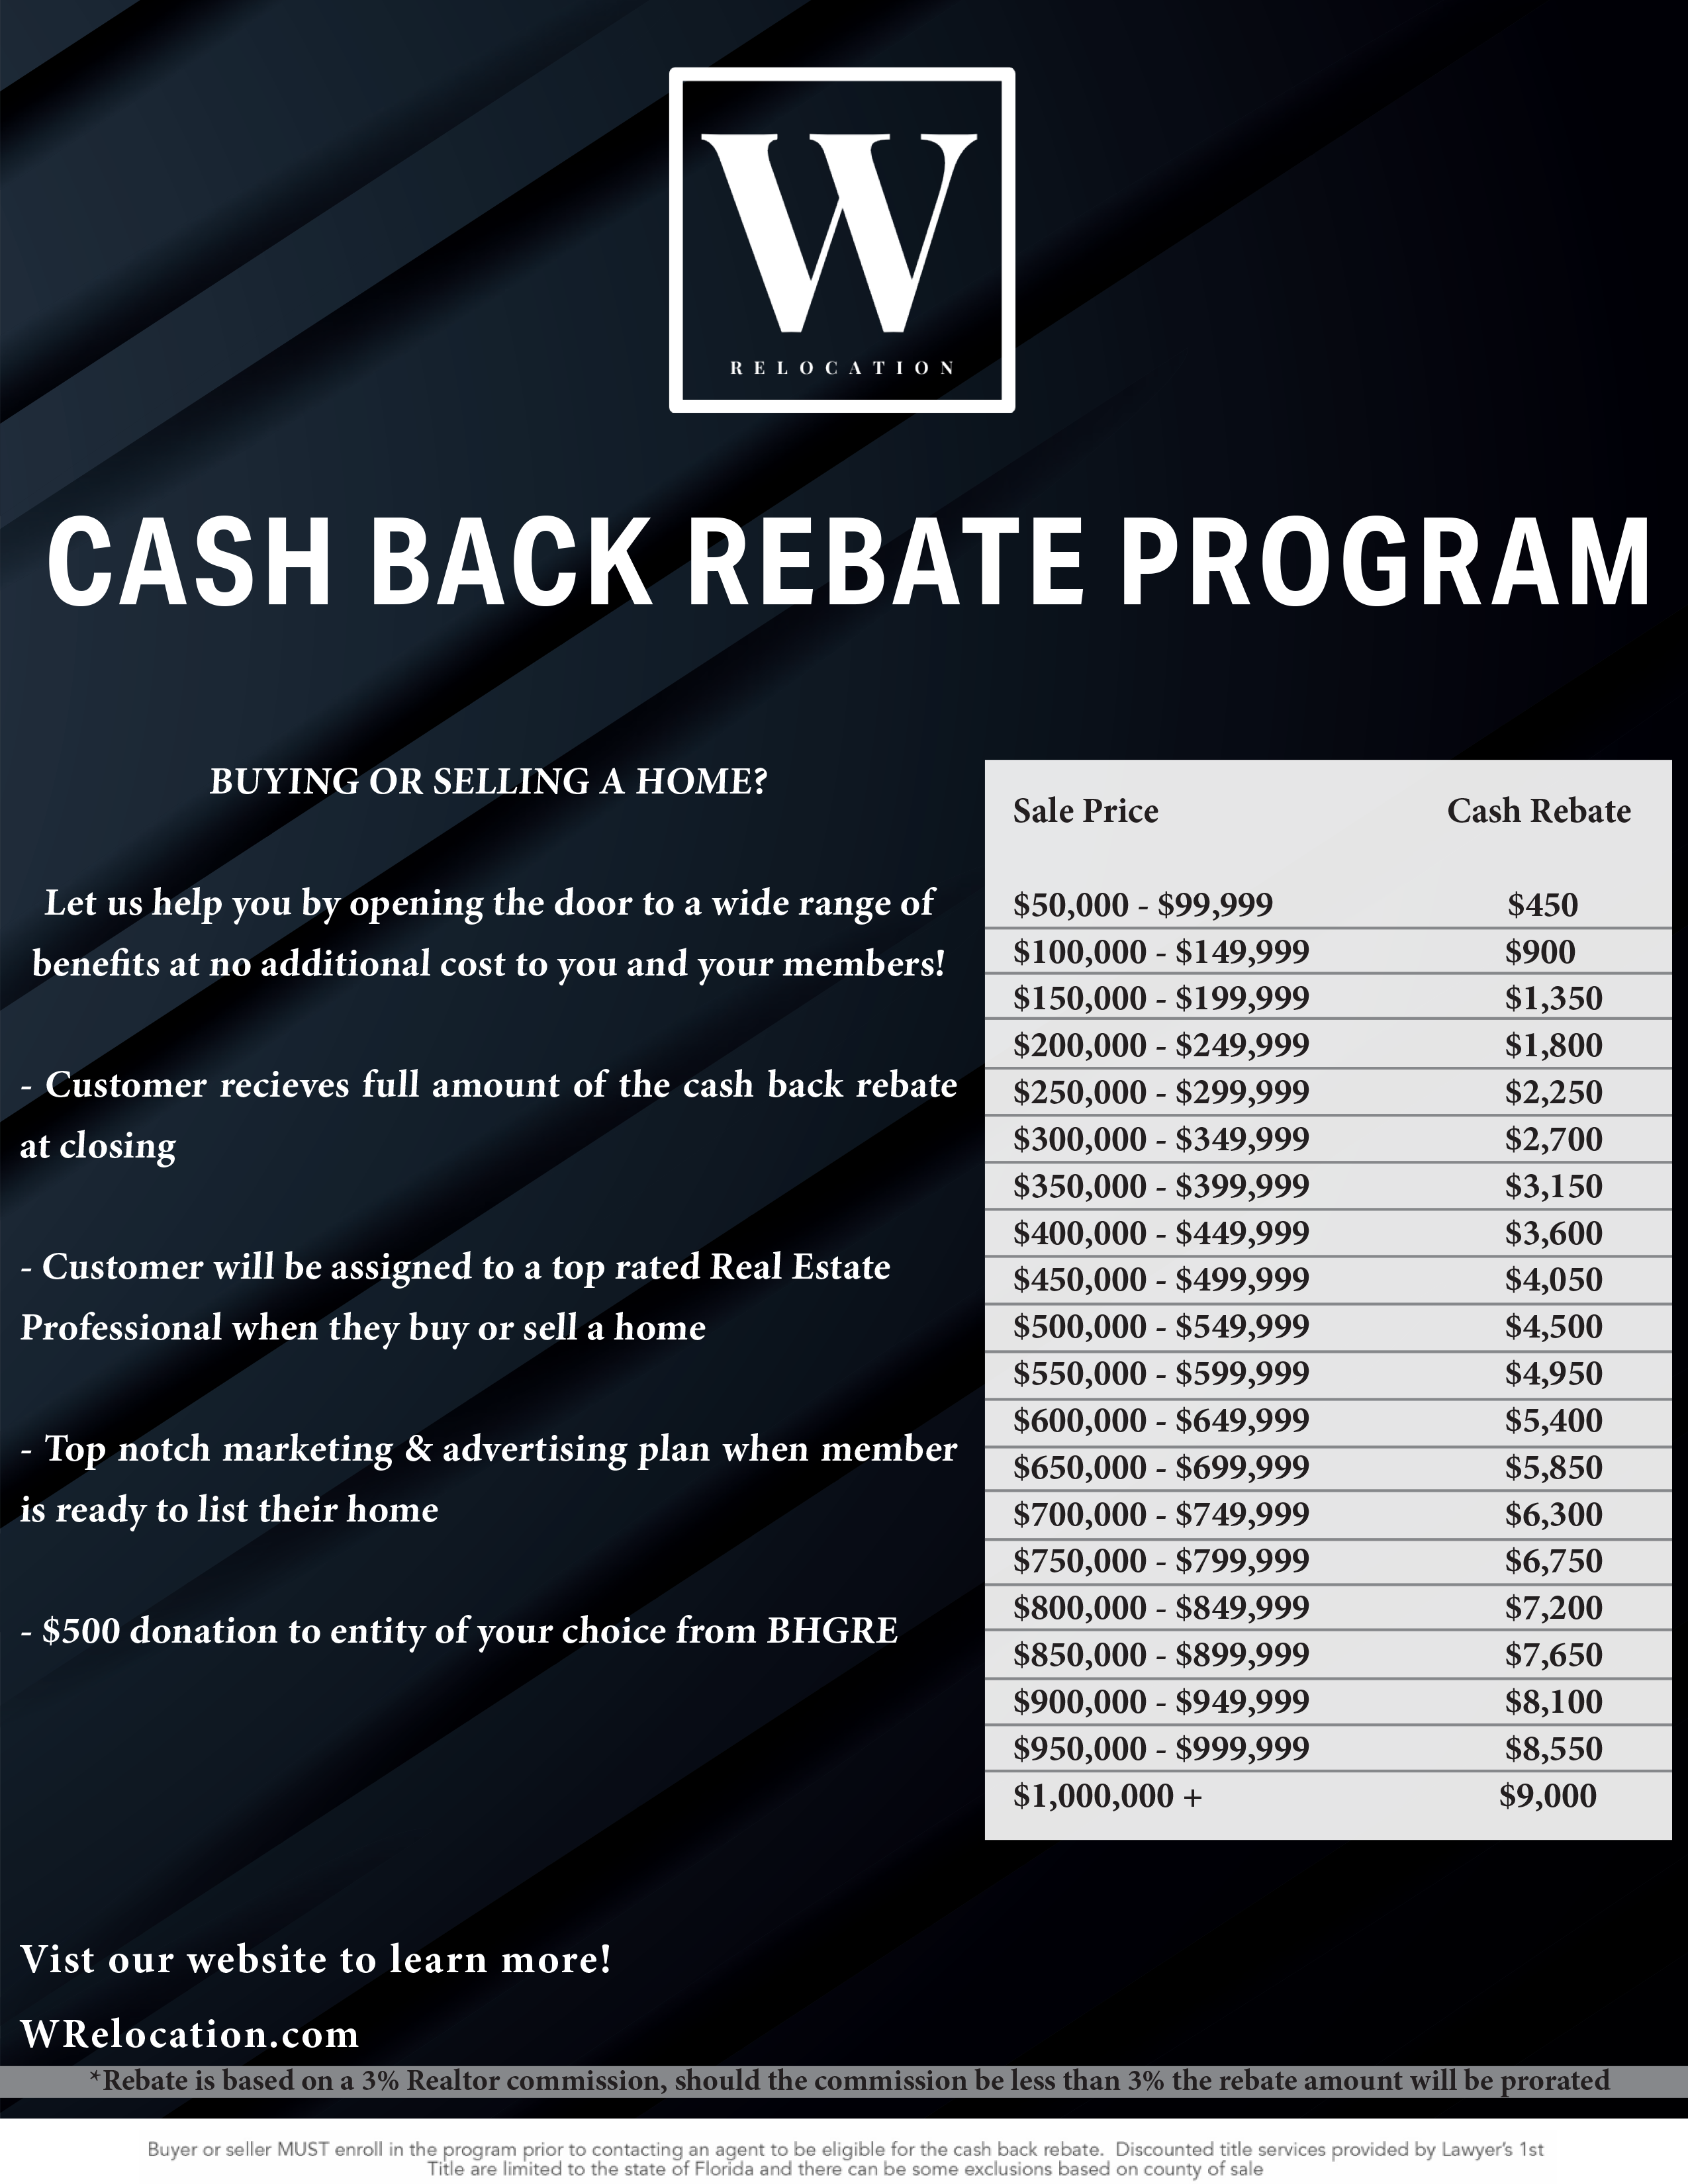 W
RELOCATION
CASH BACK REBATE PROGRAM
BUYING OR SELLING A HOME?
Let us help you by opening the door to a wide range of
benefits at no additional cost to you and your members!
- Customer recieves full amount of the cash back rebate
at closing
- Customer will be assigned to a top rated Real Estate
Professional when they buy or sell a home
- Top notch marketing & advertising plan when member
is ready to list their home
- $500 donation to entity of your choice from BHGRE
Sale Price Cash Rebate
$50,000 - $99,999 $450
$100,000 - $149,999 $900
$150,000 - $199,999 $1,350
$200,000 - $249,999 $1,800
$250,000 - $299,999 $2,250
$300,000 - $349,999 $2,700
$350,000 - $399,999 $3,150
$400,000 - $449,999 $3,600
$450,000 - $499,999 $4,050
$500,000 - $549,999 $4,500
$550,000 - $599,999 $4,950
$600,000 - $649,999 $5,400
$650,000 - $699,999 $5,850
$700,000 - $749,999 $6,300
$750,000 - $799,999 $6,750
$800,000 - $849,999 $7,200
$850,000 - $899,999 $7,650
$900,000 - $949,999 $8,100
$950,000 - $999,999 $8,550
$1,000,000 + $9,000
Vist our website to learn more!
WRelocation.com
*Rebate is based on a 3% Realtor commission, should the commission be less than 3% the rebate amount will be prorated
Buyer or seller MUST enroll in the program prior to contacting an agent to be eligible for the cash back rebate. Discounted title services provided by Lawyer's 1st
Title are limited to the state of Florida and there can be some exclusions based on county of sale